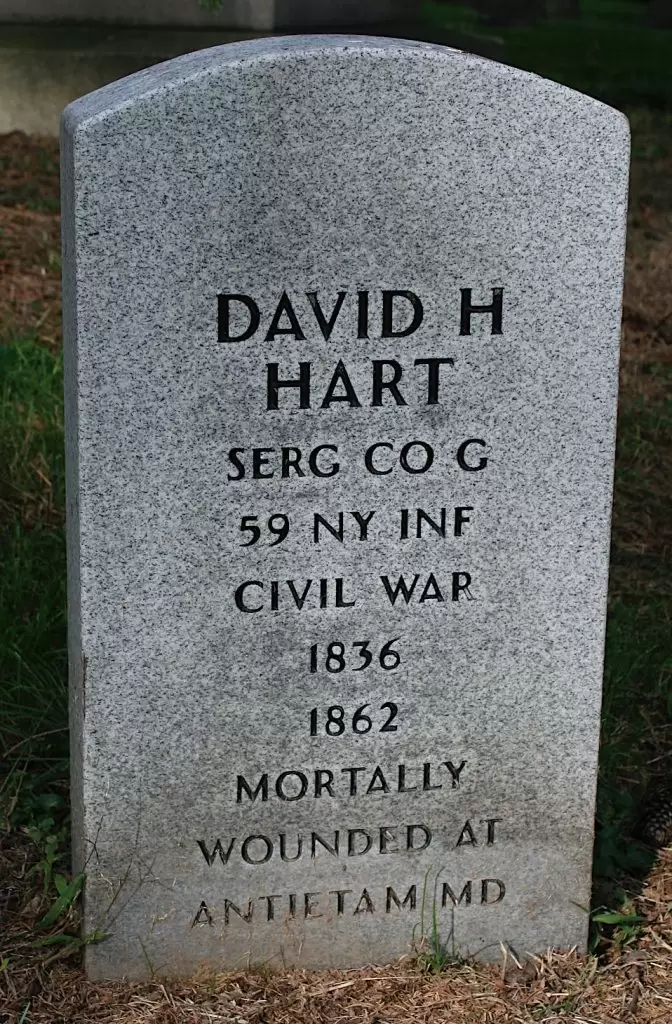 DAVID H
HART
SERG CO G
59 NY INF
CIVIL WAR
1836
1862
MORTALLY
WOUNDED AT
ANTIETAM MD